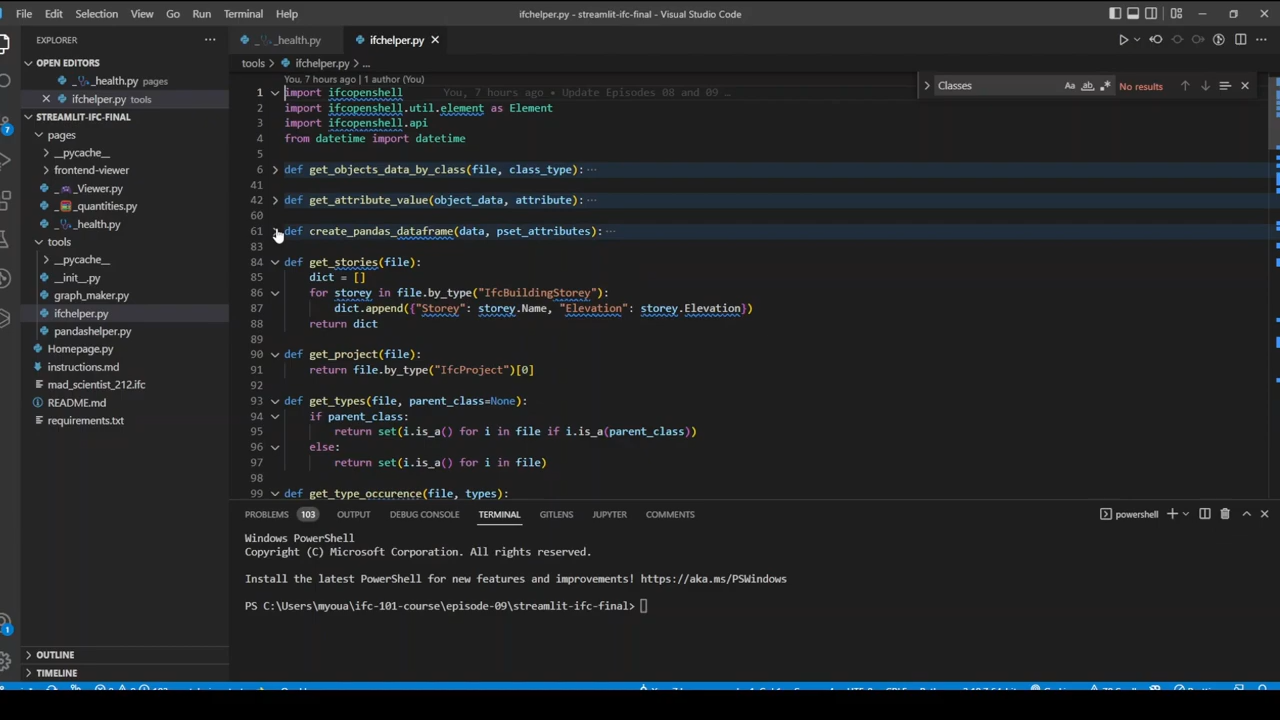 File Edit Selection View Go Run Terminal Help
ifchelper.py - streamlit-ifc-final - Visual Studio Code
EXPLORER
OPEN EDITORS
_health.py pages
ifchelper.py tools
STREAMLIT-IFC-FINAL
pages
__pycache__
frontend-viewer
_Viewer.py
_quantities.py
_health.py
tools
__pycache__
__init__.py
graph_maker.py
ifchelper.py
pandashelper.py
Homepage.py
instructions.md
mad_scientist_212.ifc
README.md
requirements.txt
OUTLINE
TIMELINE
7
1
_health.py
ifchelper.py
tools > ifchelper.py > ...
Classes
No results
You, 7 hours ago | 1 author (You)
1 import ifcopenshell You, 7 hours ago • Update Episodes 08 and 09 ...
2 import ifcopenshell.util.element as Element
3 import ifcopenshell.api
4 from datetime import datetime
5
6 def get_objects_data_by_class(file, class_type): ...
41
42 def get_attribute_value(object_data, attribute): ...
60
61 def create_pandas_dataframe(data, pset_attributes): ...
83
84 def get_stories(file):
85 dict = []
86 for storey in file.by_type("IfcBuildingStorey"):
87 dict.append({"Storey": storey.Name, "Elevation": storey.Elevation})
88 return dict
89
90 def get_project(file):
91 return file.by_type("IfcProject")[0]
92
93 def get_types(file, parent_class=None):
94 if parent_class:
95 return set(i.is_a() for i in file if i.is_a(parent_class))
96 else:
97 return set(i.is_a() for i in file)
98
99 def get_type_occurence(file, types):
PROBLEMS 103 OUTPUT DEBUG CONSOLE TERMINAL GITLENS JUPYTER COMMENTS
powershell
Windows PowerShell
Copyright (C) Microsoft Corporation. All rights reserved.
Install the latest PowerShell for new features and improvements! https://aka.ms/PSWindows
PS C:\Users\myoua\ifc-101-course\episode-09\streamlit-ifc-final>